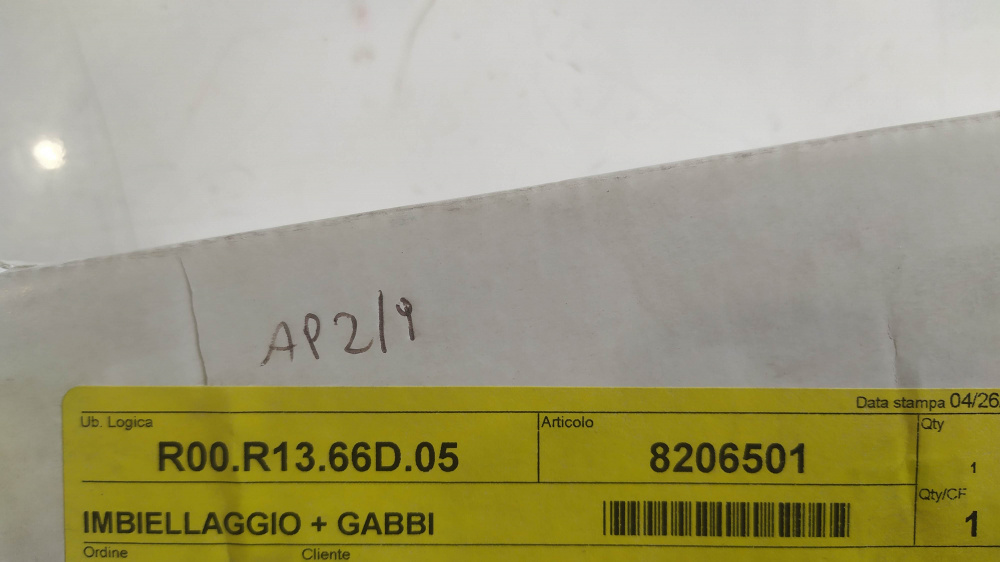 AP2/9
Data stampa 04/26
Ub. Logica
Articolo
Qty
R00.R13.66D.05
8206501
1
Qty/CF
IMBIELLAGGIO + GABBI
1
Ordine
Cliente